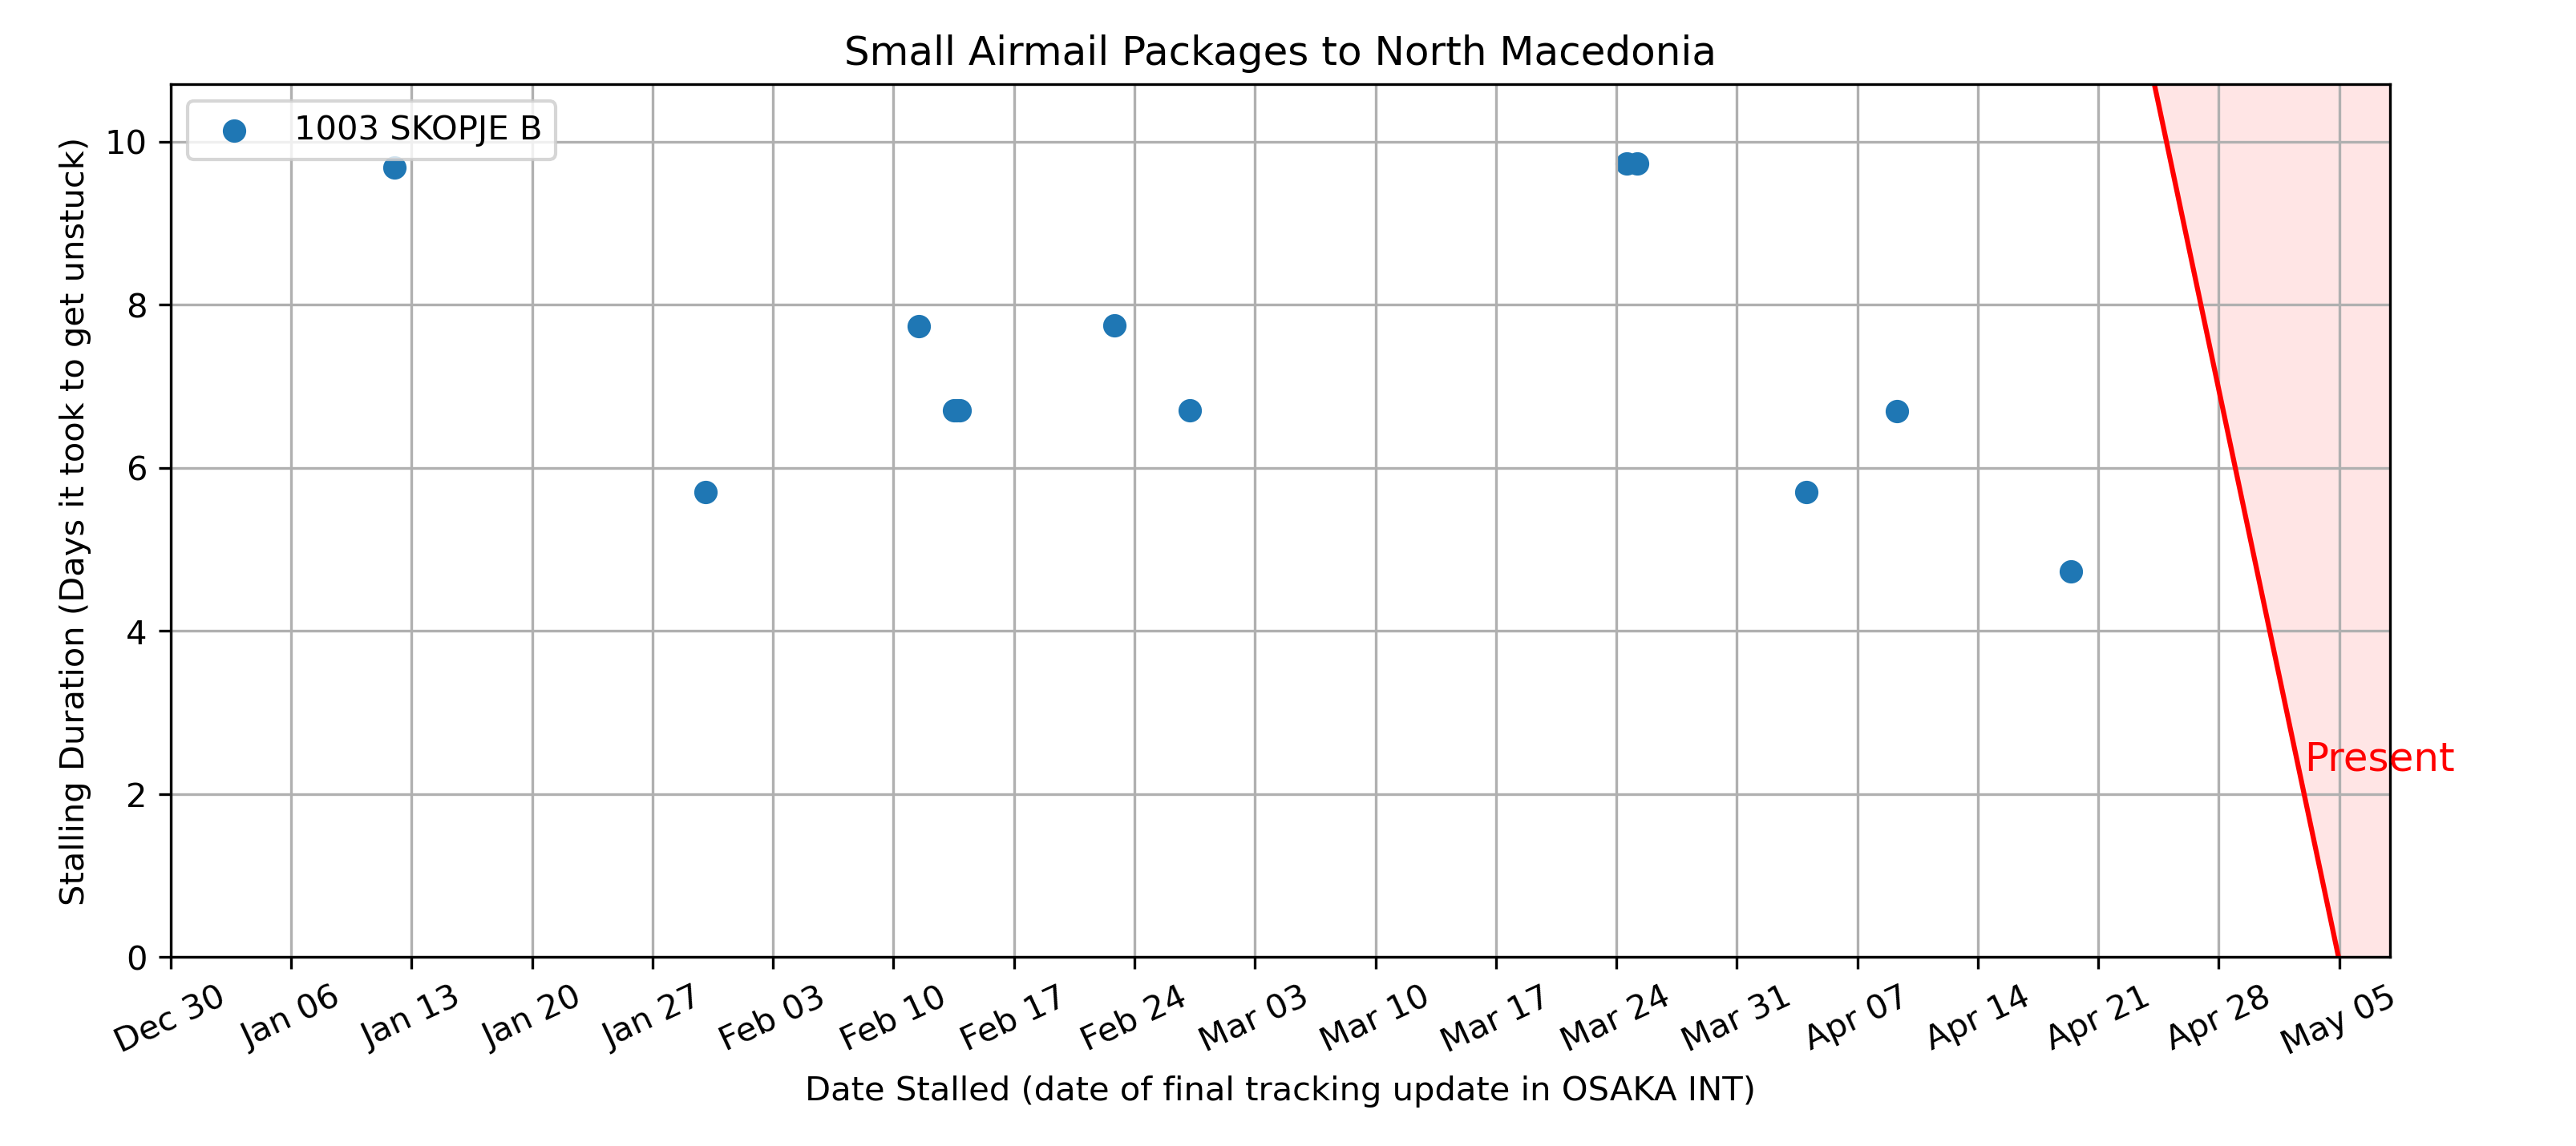 Small Airmail Packages to North Macedonia
1003 SKOPJE B
Stalling Duration (Days it took to get unstuck)
10
8
6
4
2
0
Present
Dec 30
Jan 06
Jan 13
Jan 20
Jan 27
Feb 03
Feb 10
Feb 17
Feb 24
Mar 03
Mar 10
Mar 17
Mar 24
Mar 31
Apr 07
Apr 14
Apr 21
Apr 28
May 05
Date Stalled (date of final tracking update in OSAKA INT)